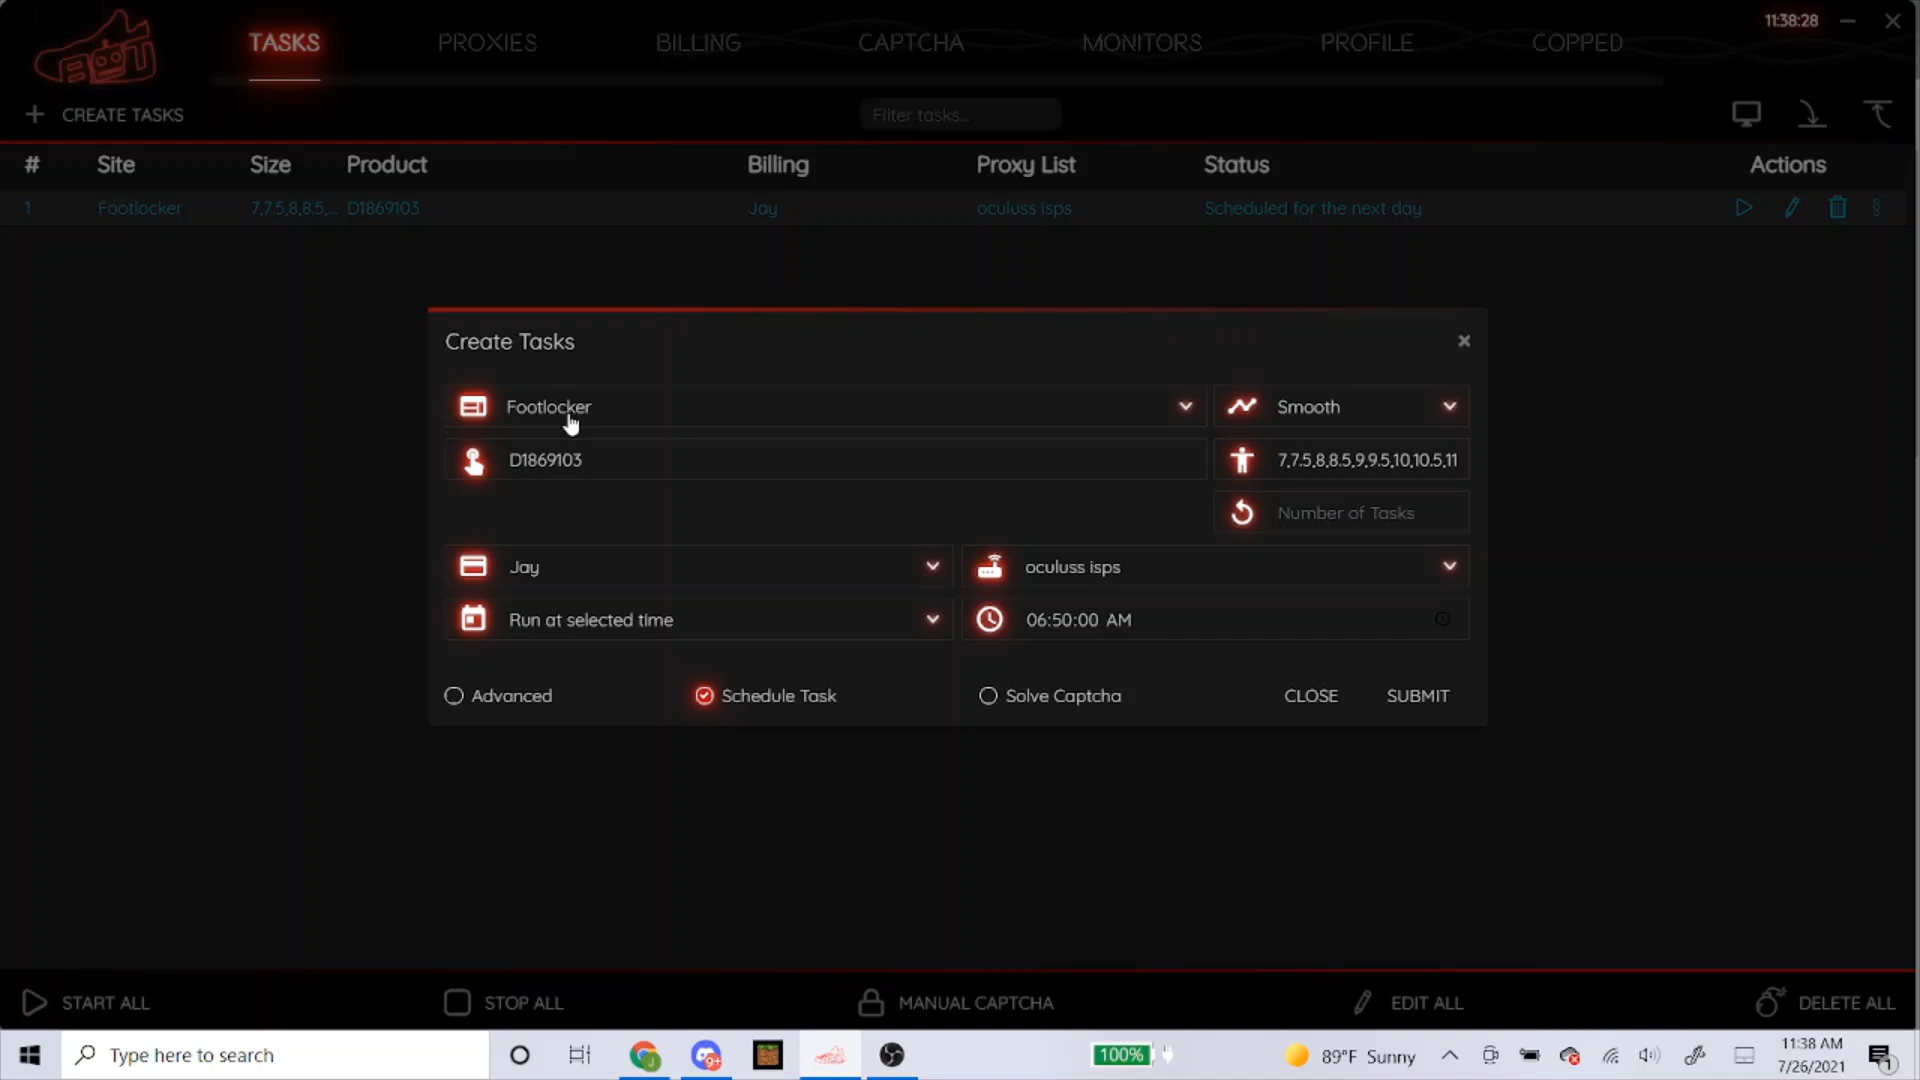 BOT
TASKS PROXIES BILLING CAPTCHA MONITORS PROFILE COPPED
11:38:28
CREATE TASKS
Filter tasks...
# Site Size Product Billing Proxy List Status Actions
1 Footlocker 7,7.5,8,8.5,... D1869103 Jay oculuss isps Scheduled for the next day
Create Tasks
×
Footlocker
Smooth
D1869103
7,7.5,8,8.5,9,9.5,10,10.5,11
Number of Tasks
Jay
oculuss isps
Run at selected time
06:50:00 AM
Advanced
Schedule Task
Solve Captcha
CLOSE
SUBMIT
START ALL
STOP ALL
MANUAL CAPTCHA
EDIT ALL
DELETE ALL
Type here to search
9+
100%
89°F Sunny
11:38 AM
7/26/2021
1